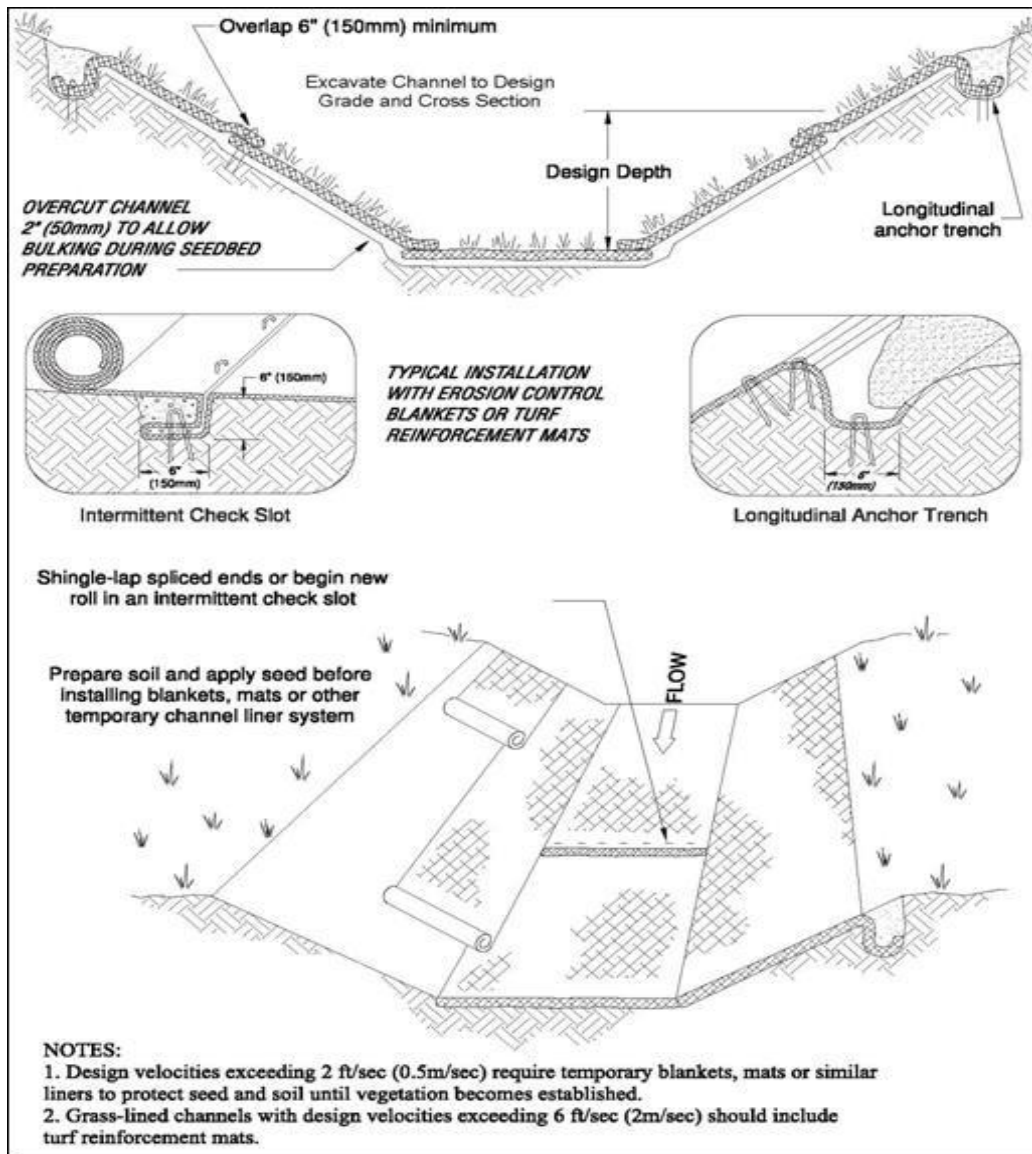 Overlap 6" (150mm) minimum
Excavate Channel to Design
Grade and Cross Section
Design Depth
OVERCUT CHANNEL
2" (50mm) TO ALLOW
BULKING DURING SEEDBED
PREPARATION
Longitudinal
anchor trench
6" (150mm)
6"
(150mm)
Intermittent Check Slot
TYPICAL INSTALLATION
WITH EROSION CONTROL
BLANKETS OR TURF
REINFORCEMENT MATS
6"
(150mm)
Longitudinal Anchor Trench
Shingle-lap spliced ends or begin new
roll in an intermittent check slot
Prepare soil and apply seed before
installing blankets, mats or other
temporary channel liner system
FLOW
NOTES:
1. Design velocities exceeding 2 ft/sec (0.5m/sec) require temporary blankets, mats or similar
liners to protect seed and soil until vegetation becomes established.
2. Grass-lined channels with design velocities exceeding 6 ft/sec (2m/sec) should include
turf reinforcement mats.